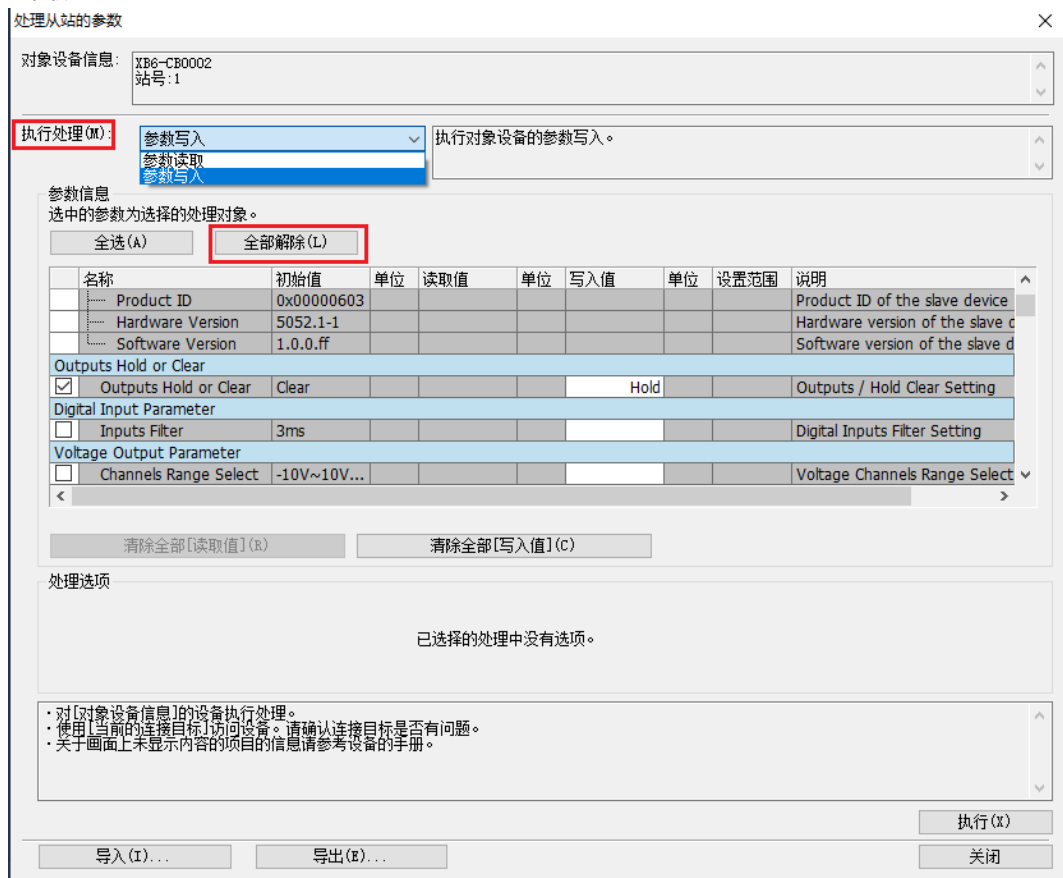 处理从站的参数
对象设备信息: XB6-CB0002
站号:1
执行处理(M): 参数写入 执行对象设备的参数写入。
参数读取
参数写入
参数信息
选中的参数为选择的处理对象。
全选(A) 全部解除(L)
名称 初始值 单位 读取值 单位 写入值 单位 设置范围 说明
Product ID 0x00000603 Product ID of the slave device
Hardware Version 5052.1-1 Hardware version of the slave d
Software Version 1.0.0.ff Software version of the slave d
Outputs Hold or Clear
Outputs Hold or Clear Clear Hold Outputs / Hold Clear Setting
Digital Input Parameter
Inputs Filter 3ms Digital Inputs Filter Setting
Voltage Output Parameter
Channels Range Select -10V~10V... Voltage Channels Range Select
清除全部[读取值](R) 清除全部[写入值](C)
处理选项
已选择的处理中没有选项。
·对[对象设备信息]的设备执行处理。
·使用[当前的连接目标]访问设备。请确认连接目标是否有问题。
·关于画面上未显示内容的项目的信息请参考设备的手册。
执行(X)
导入(I)... 导出(E)... 关闭